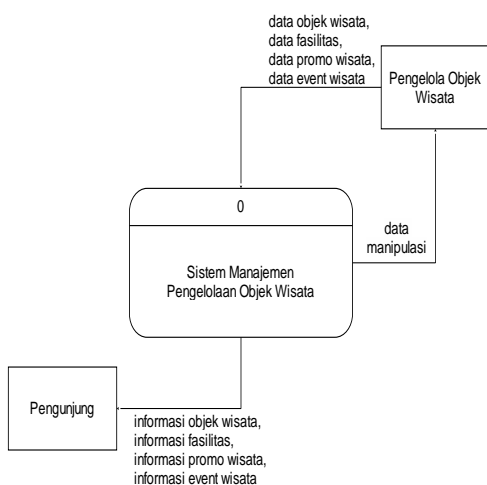 data objek wisata,
data fasilitas,
data promo wisata,
data event wisata
Pengelola Objek
Wisata
0
data
manipulasi
Sistem Manajemen
Pengelolaan Objek Wisata
Pengunjung
informasi objek wisata,
informasi fasilitas,
informasi promo wisata,
informasi event wisata